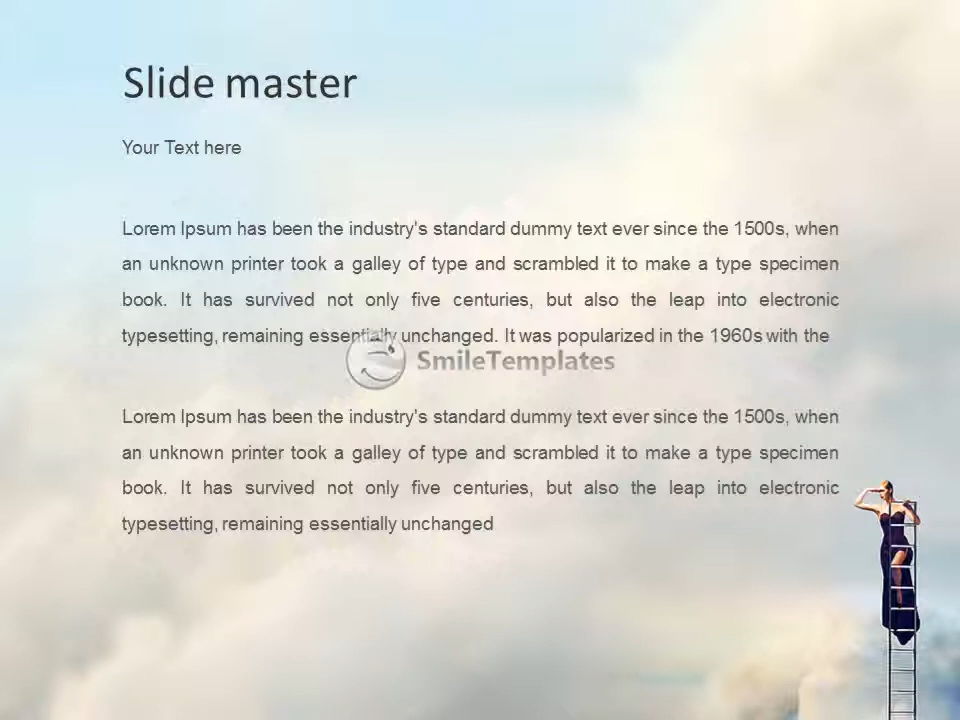 Slide master
Your Text here
Lorem Ipsum has been the industry's standard dummy text ever since the 1500s, when
an unknown printer took a galley of type and scrambled it to make a type specimen
book. It has survived not only five centuries, but also the leap into electronic
typesetting, remaining essentially unchanged. It was popularized in the 1960s with the
SmileTemplates
Lorem Ipsum has been the industry's standard dummy text ever since the 1500s, when
an unknown printer took a galley of type and scrambled it to make a type specimen
book. It has survived not only five centuries, but also the leap into electronic
typesetting, remaining essentially unchanged